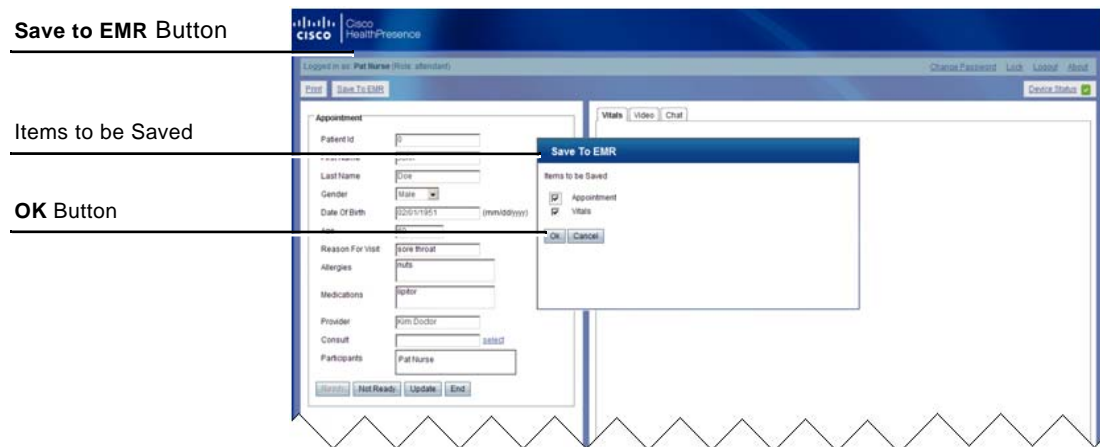 Save to EMR Button
Items to be Saved
OK Button
CISCO
Cisco
HealthPresence
Logged in as: Pat Nurse (Role: attendant)
Change Password Lock Logout About
Print Save To EMR
Device Status
Appointment
Patient Id 0
Last Name Doe
Gender Male
Date Of Birth 02/01/1951 (mm/dd/yyyy)
Reason For Visit sore throat
Allergies nuts
Medications lipitor
Provider Kim Doctor
Consult select
Participants Pat Nurse
Ready Not Ready Update End
Vitals Video Chat
Save To EMR
Items to be Saved
Appointment
Vitals
Ok Cancel